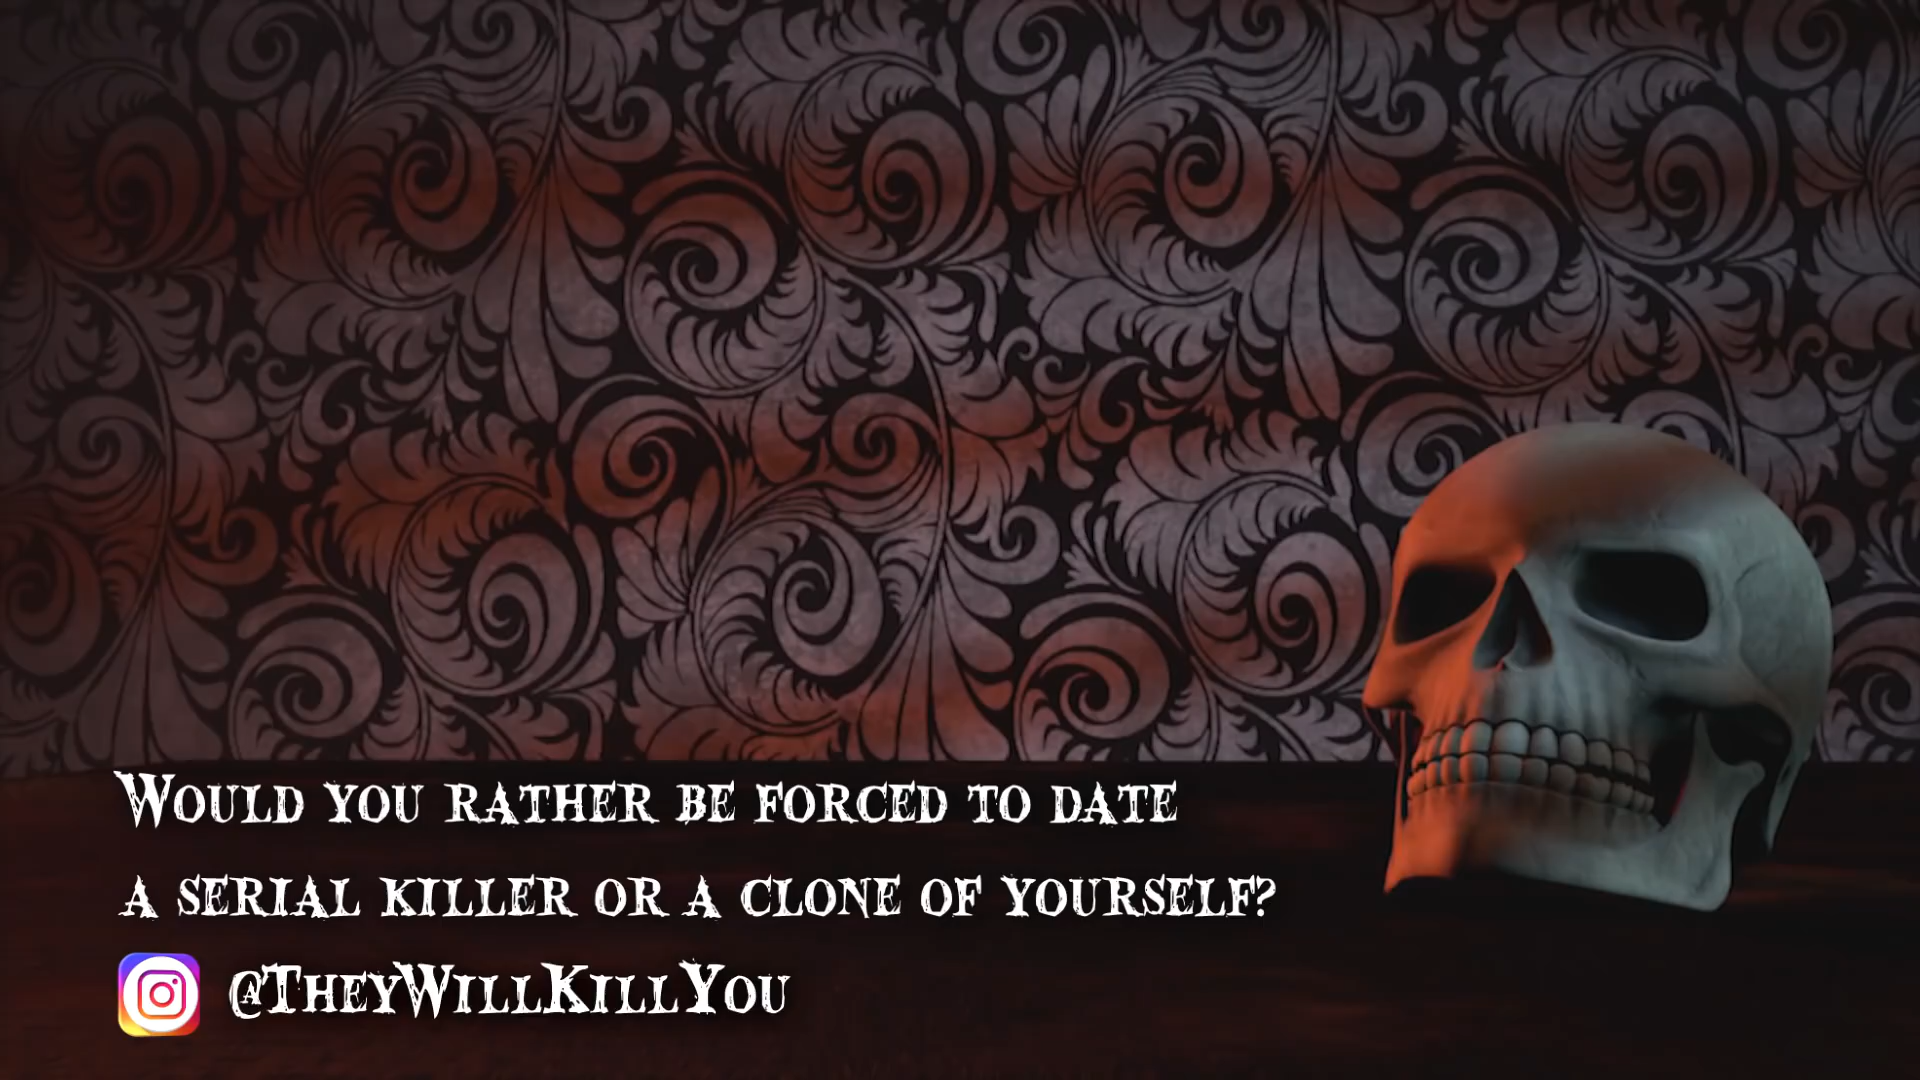 Would you rather be forced to date
a serial killer or a clone of yourself?
@TheyWillKillYou